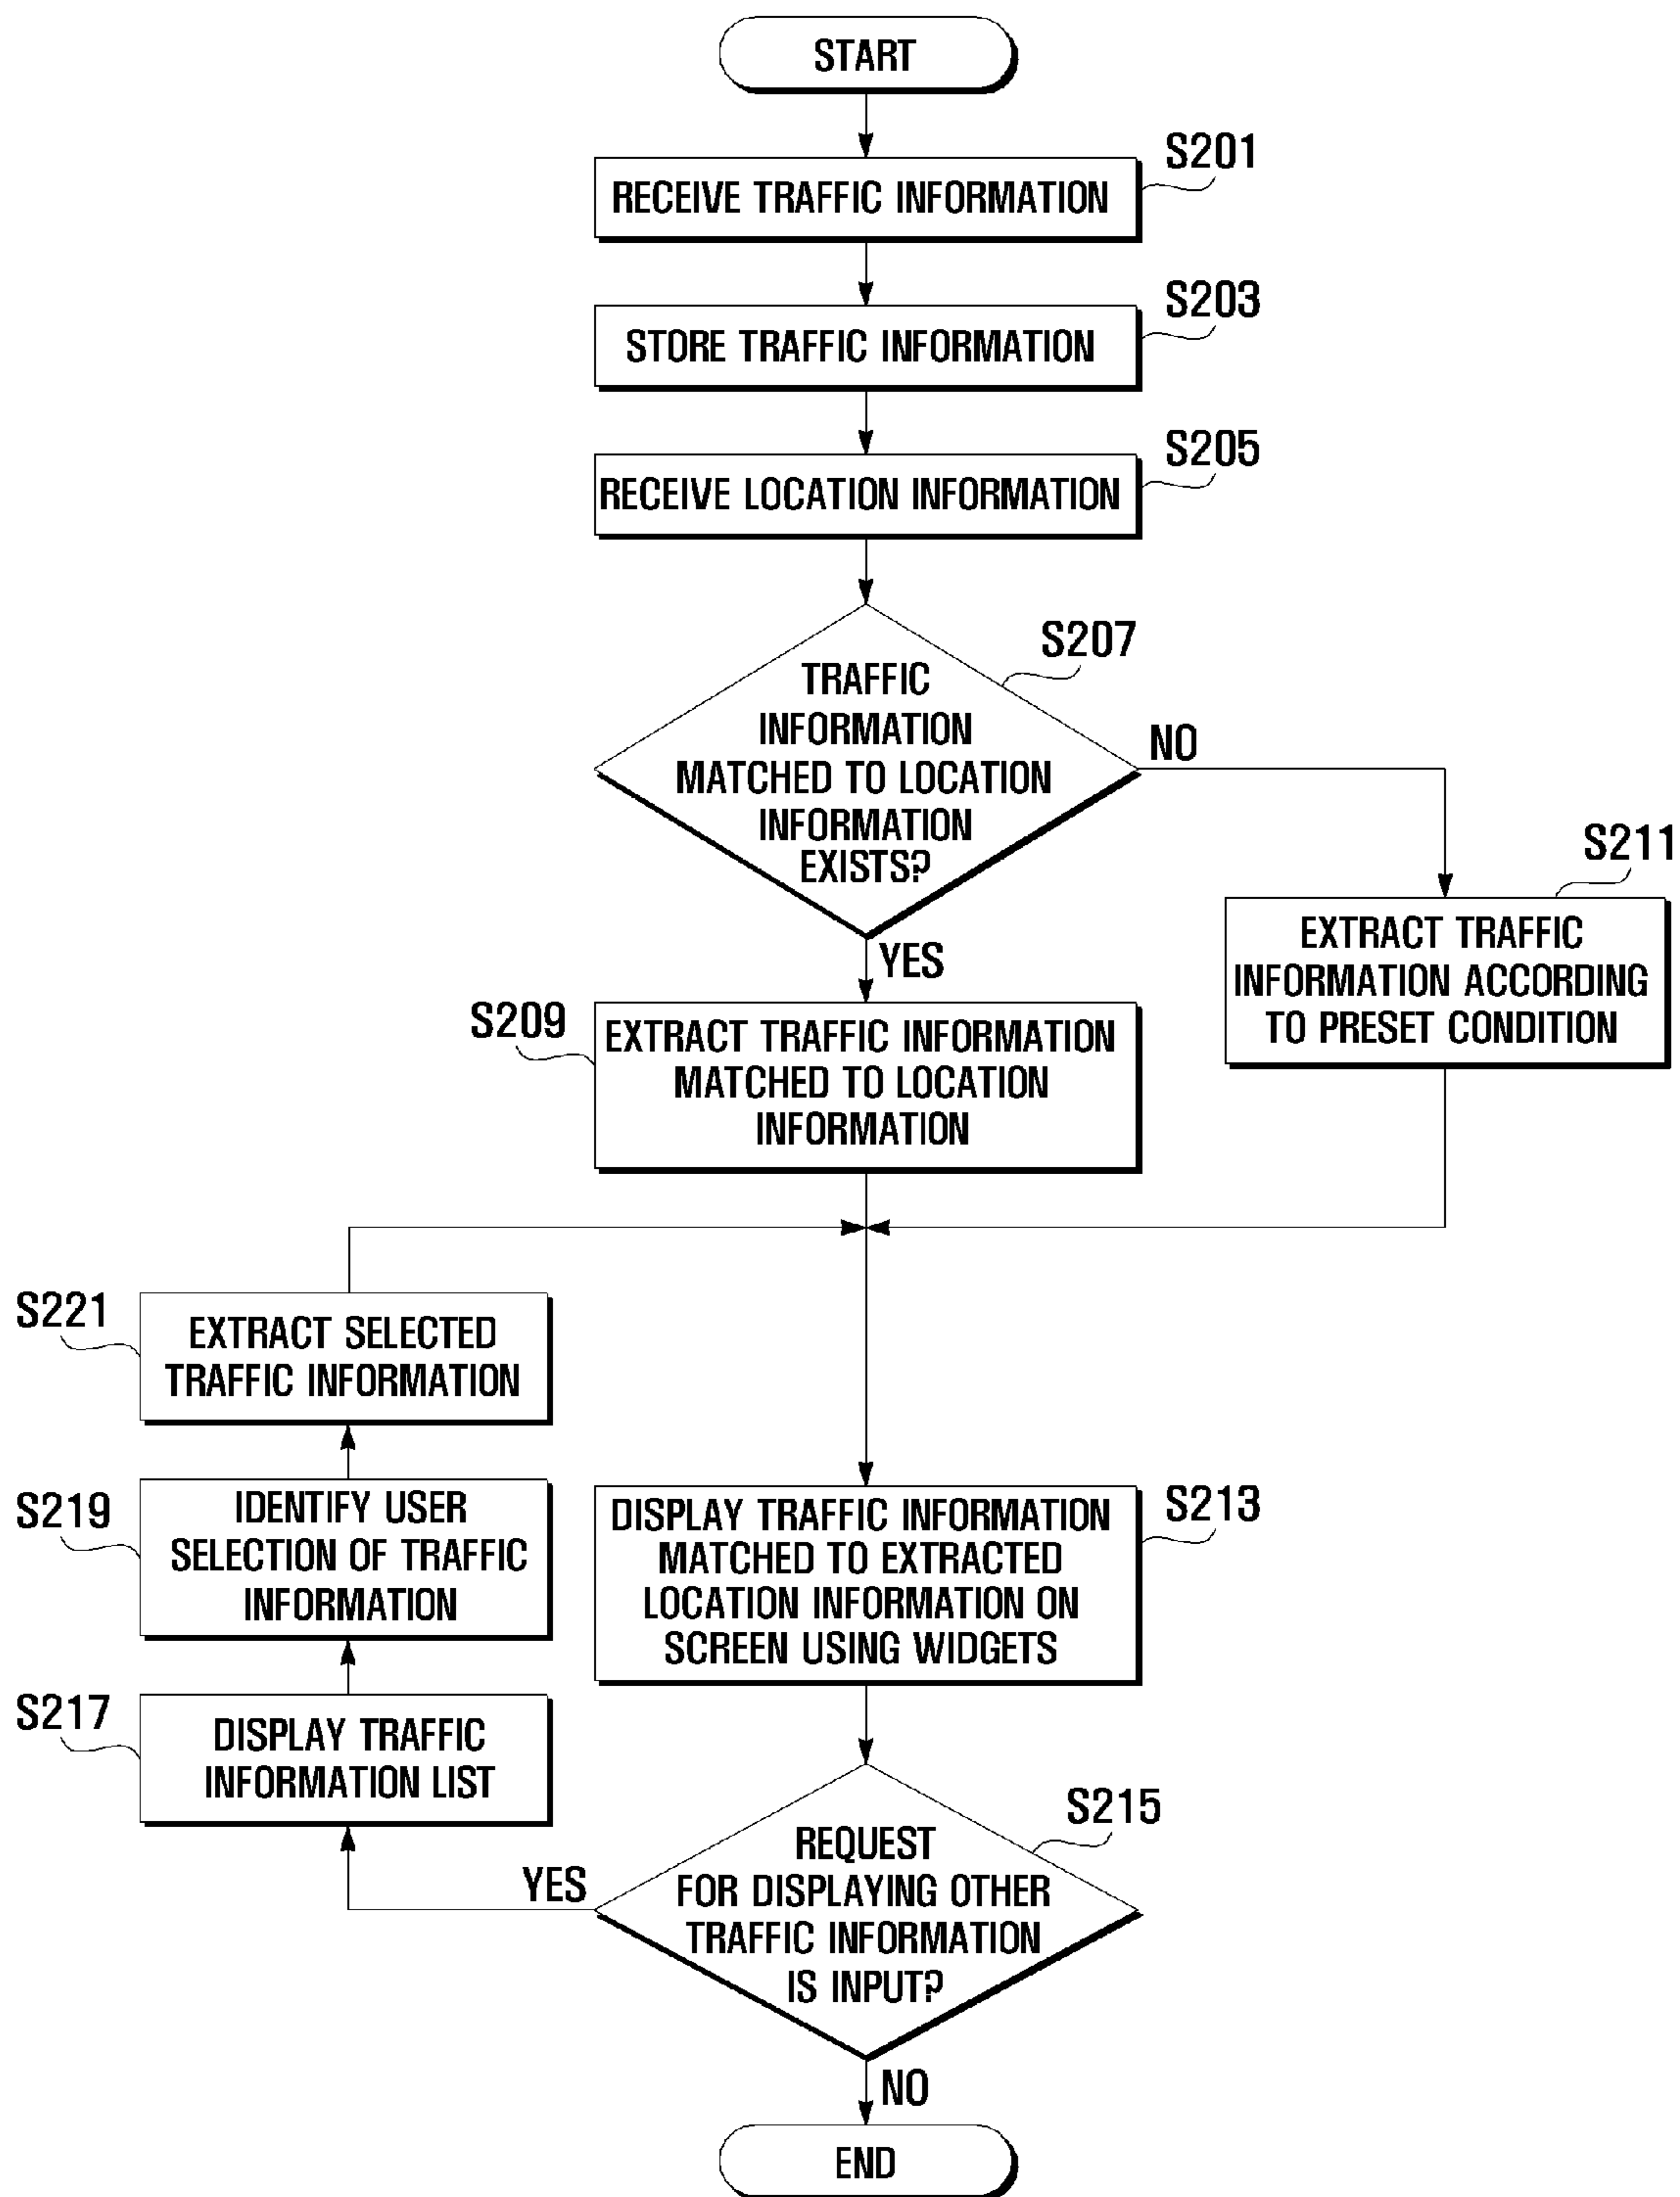 START
S201
RECEIVE TRAFFIC INFORMATION
S203
STORE TRAFFIC INFORMATION
S205
RECEIVE LOCATION INFORMATION
S207
TRAFFIC
INFORMATION
MATCHED TO LOCATION
INFORMATION
EXISTS?
NO
YES
S211
EXTRACT TRAFFIC
INFORMATION ACCORDING
TO PRESET CONDITION
S209
EXTRACT TRAFFIC INFORMATION
MATCHED TO LOCATION
INFORMATION
S221
EXTRACT SELECTED
TRAFFIC INFORMATION
S219
IDENTIFY USER
SELECTION OF TRAFFIC
INFORMATION
S213
DISPLAY TRAFFIC INFORMATION
MATCHED TO EXTRACTED
LOCATION INFORMATION ON
SCREEN USING WIDGETS
S217
DISPLAY TRAFFIC
INFORMATION LIST
S215
REQUEST
FOR DISPLAYING OTHER
TRAFFIC INFORMATION
IS INPUT?
YES
NO
END